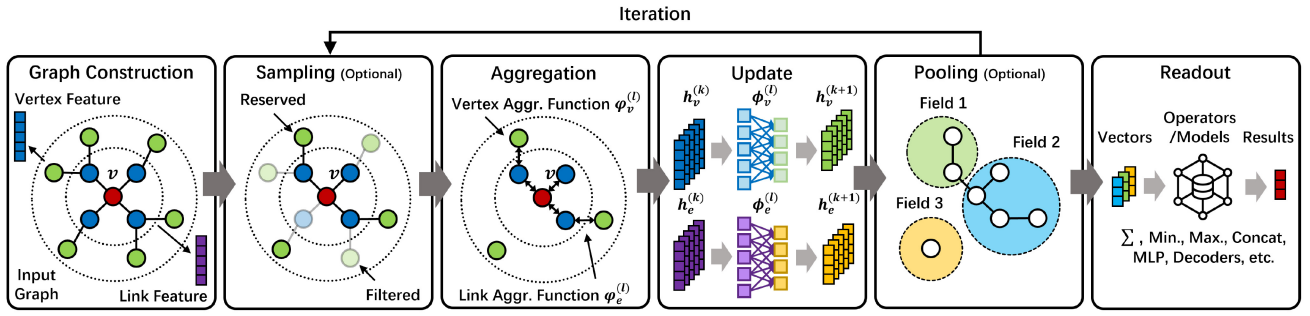 Iteration
Graph Construction
Vertex Feature
v
Input
Graph
Link Feature
Sampling (Optional)
Reserved
v
Filtered
Aggregation
Vertex Aggr. Function φ_v^(l)
v
Link Aggr. Function φ_e^(l)
Update
h_v^(k) ϕ_v^(l) h_v^(k+1)
h_e^(k) ϕ_e^(l) h_e^(k+1)
Pooling (Optional)
Field 1
Field 2
Field 3
Readout
Operators
Vectors /Models Results
∑ , Min., Max., Concat,
MLP, Decoders, etc.